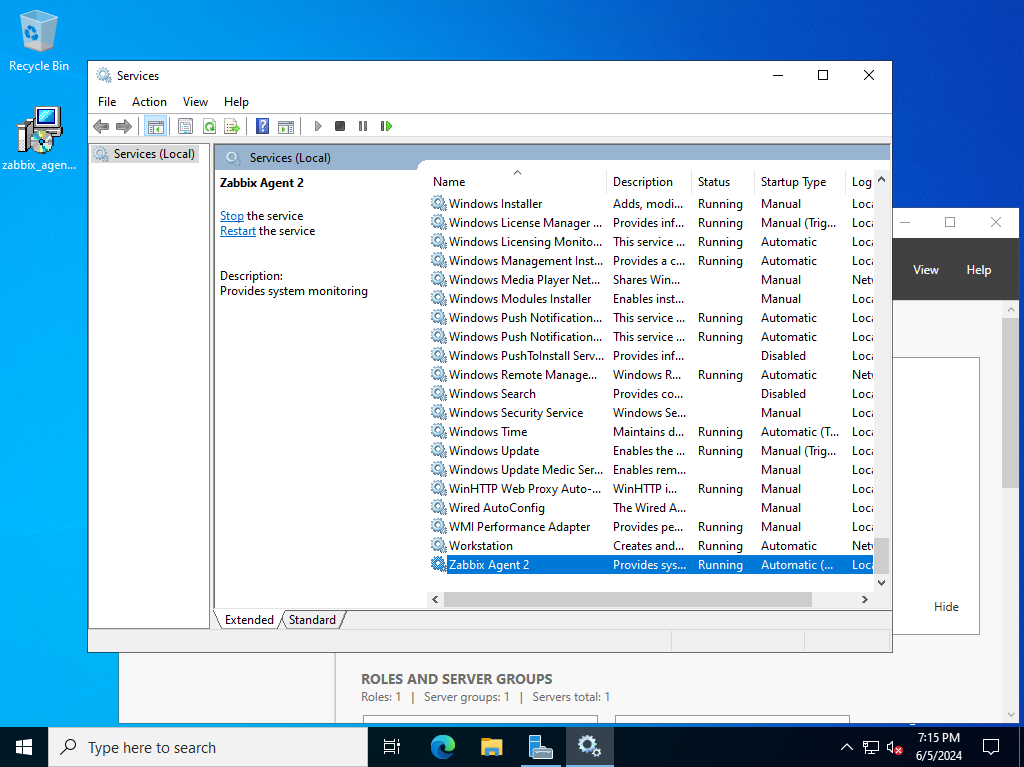 Recycle Bin
zabbix_agen...
Services
File Action View Help
Services (Local)
Services (Local)
Zabbix Agent 2
Stop the service
Restart the service
Description:
Provides system monitoring
Name Description Status Startup Type Log
Windows Installer Adds, modi... Running Manual Loca
Windows License Manager ... Provides inf... Running Manual (Trig... Loca
Windows Licensing Monito... This service ... Running Automatic Loca
Windows Management Inst... Provides a c... Running Automatic Loca
Windows Media Player Net... Shares Win... Manual Net
Windows Modules Installer Enables inst... Manual Loca
Windows Push Notification... This service ... Running Automatic Loca
Windows Push Notification... This service ... Running Automatic Loca
Windows PushToInstall Serv... Provides inf... Disabled Loca
Windows Remote Manage... Windows R... Running Automatic Net
Windows Search Provides co... Disabled Loca
Windows Security Service Windows Se... Manual Loca
Windows Time Maintains d... Running Automatic (T... Loca
Windows Update Enables the ... Running Manual (Trig... Loca
Windows Update Medic Ser... Enables rem... Manual Loca
WinHTTP Web Proxy Auto-... WinHTTP i... Running Manual Loca
Wired AutoConfig The Wired A... Manual Loca
WMI Performance Adapter Provides pe... Running Manual Loca
Workstation Creates and... Running Automatic Net
Zabbix Agent 2 Provides sys... Running Automatic (... Loca
Extended Standard
View Help
Hide
ROLES AND SERVER GROUPS
Roles: 1 | Server groups: 1 | Servers total: 1
Type here to search
7:15 PM
6/5/2024